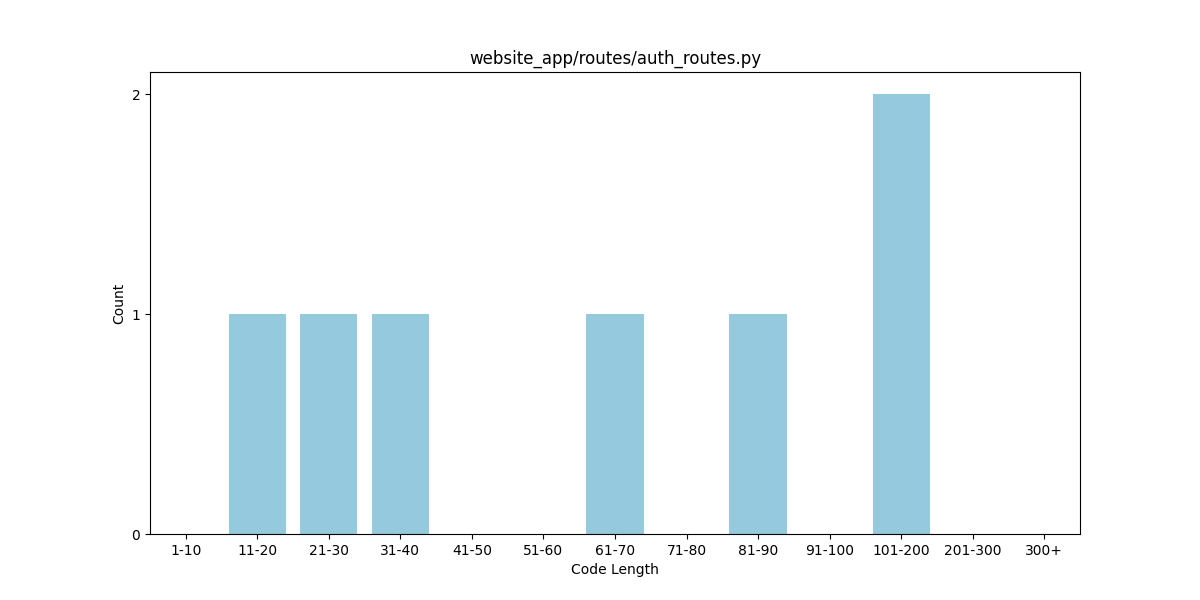 website_app/routes/auth_routes.py
Count
2
1
0
1-10 11-20 21-30 31-40 41-50 51-60 61-70 71-80 81-90 91-100 101-200 201-300 300+
Code Length